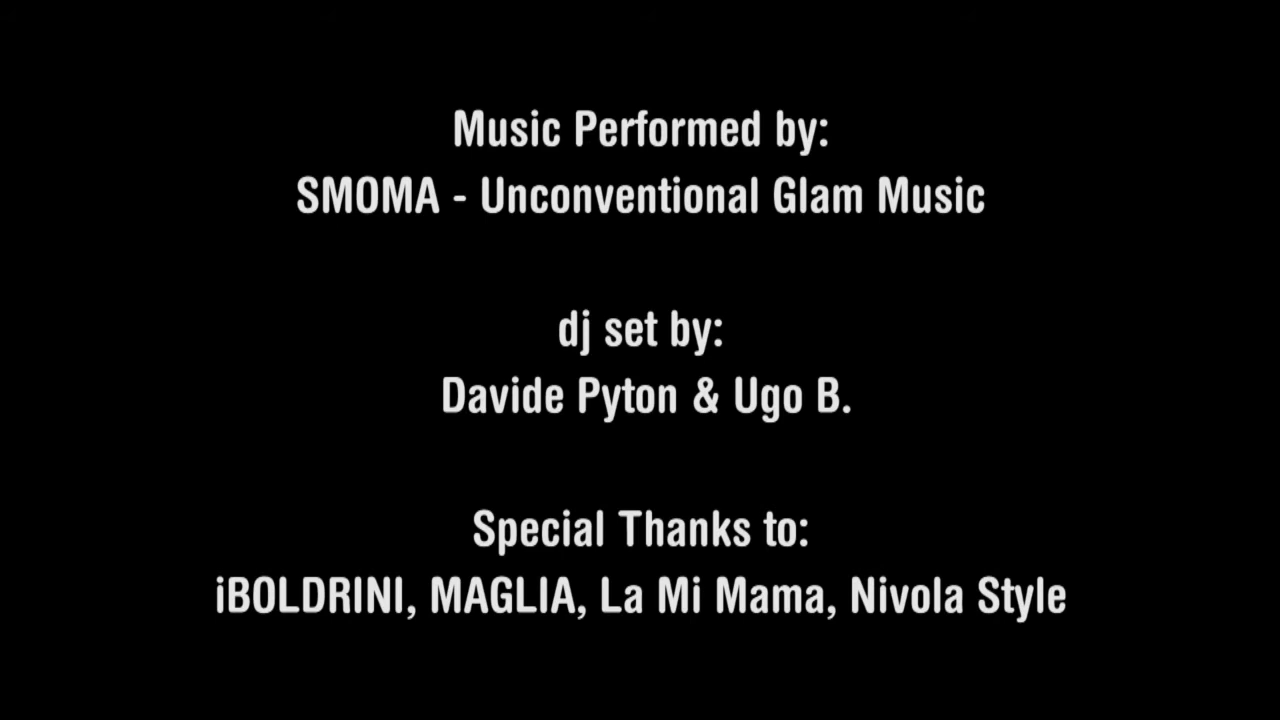 Music Performed by:
SMOMA - Unconventional Glam Music
dj set by:
Davide Pyton & Ugo B.
Special Thanks to:
iBOLDRINI, MAGLIA, La Mi Mama, Nivola Style